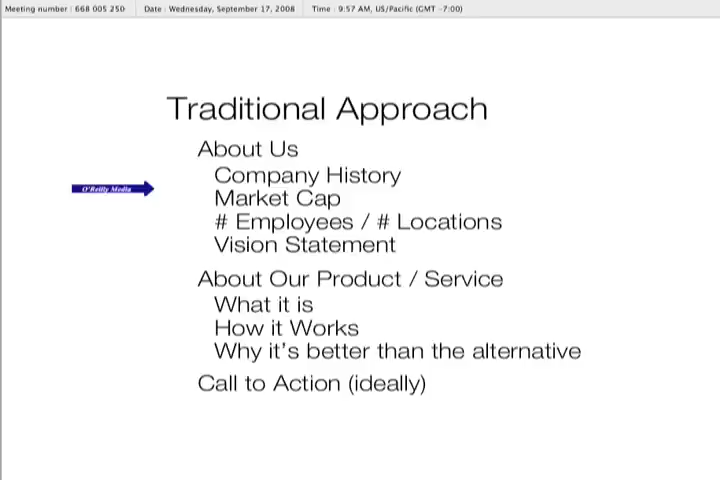 Meeting number : 668 005 250 Date : Wednesday, September 17, 2008 Time : 9:57 AM, US/Pacific (GMT -7:00)
Traditional Approach
About Us
Company History
O'Reilly Media
Market Cap
# Employees / # Locations
Vision Statement
About Our Product / Service
What it is
How it Works
Why it's better than the alternative
Call to Action (ideally)